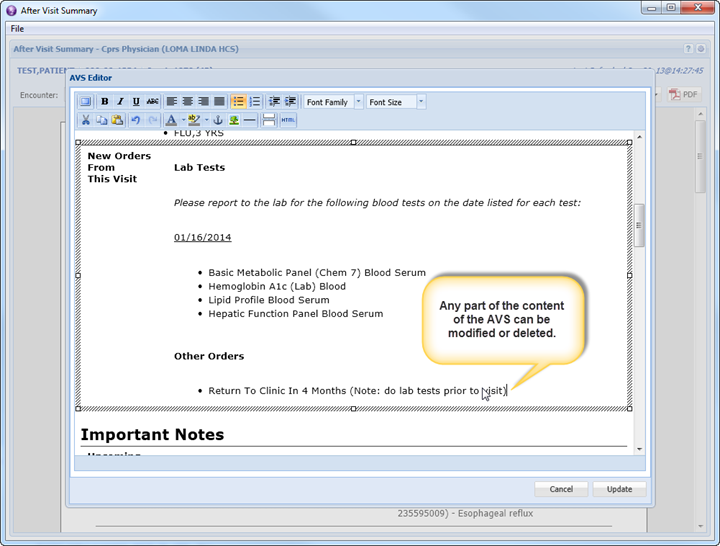 After Visit Summary
File
After Visit Summary - Cprs Physician (LOMA LINDA HCS)
?
TEST,PATIENT
13@14:27:45
AVS Editor
Encounter:
PDF
B I U ABC Font Family Font Size
A ab HTML
• FLU,3 YRS
New Orders
From
This Visit
Lab Tests
Please report to the lab for the following blood tests on the date listed for each test:
01/16/2014
• Basic Metabolic Panel (Chem 7) Blood Serum
• Hemoglobin A1c (Lab) Blood
• Lipid Profile Blood Serum
• Hepatic Function Panel Blood Serum
Any part of the content
of the AVS can be
modified or deleted.
Other Orders
• Return To Clinic In 4 Months (Note: do lab tests prior to visit)
Important Notes
Upcoming
Cancel
Update
235595009) - Esophageal reflux